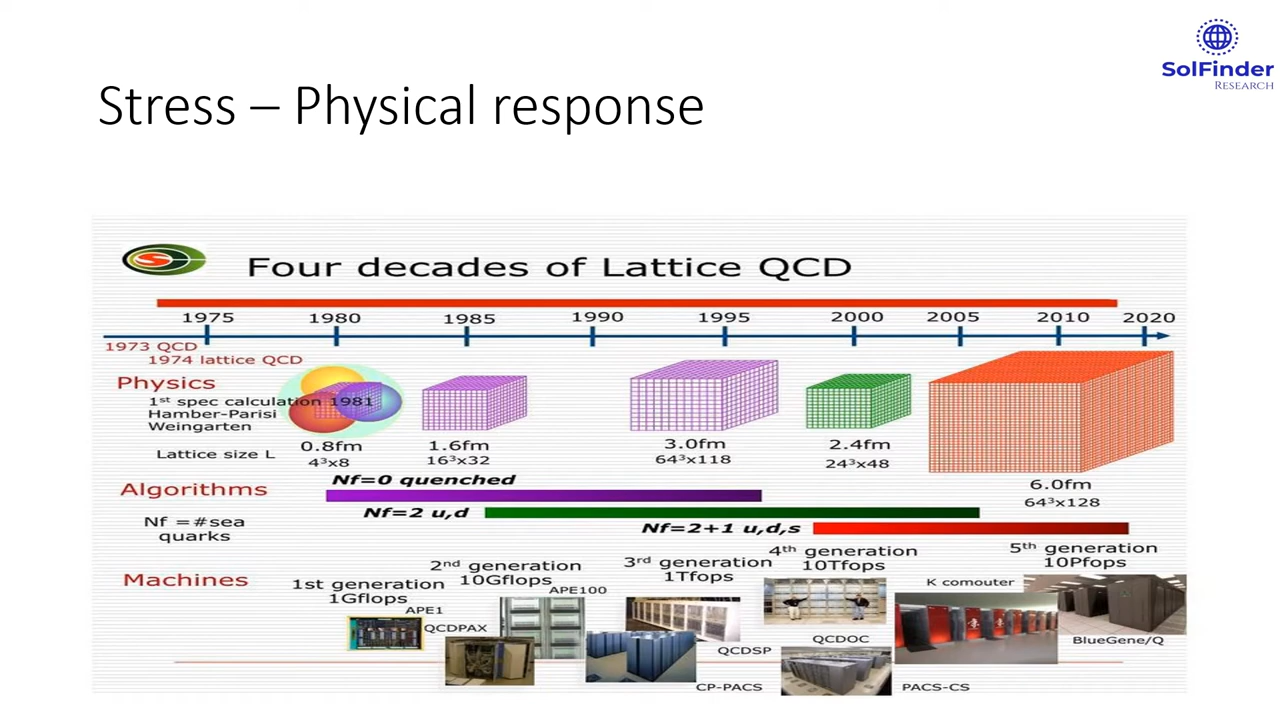 SolFinder
RESEARCH
Stress – Physical response
Four decades of Lattice QCD
1975 1980 1985 1990 1995 2000 2005 2010 2020
1973 QCD
1974 lattice QCD
Physics
1st spec calculation 1981
Hamber-Parisi
Weingarten
Lattice size L
0.8fm 1.6fm 3.0fm 2.4fm 6.0fm
4³x8 16³x32 64³x118 24³x48 64³x128
Nf=0 quenched
Algorithms
Nf=2 u,d
Nf=2+1 u,d,s
Nf =#sea
quarks
Machines
1st generation
1Gflops
2nd generation
10Gflops
3rd generation
1Tfops
4th generation
10Tfops
5th generation
10Pfops
APE1
QCDPAX
APE100
QCDSP
CP-PACS
QCDOC
PACS-CS
K comouter
BlueGene/Q